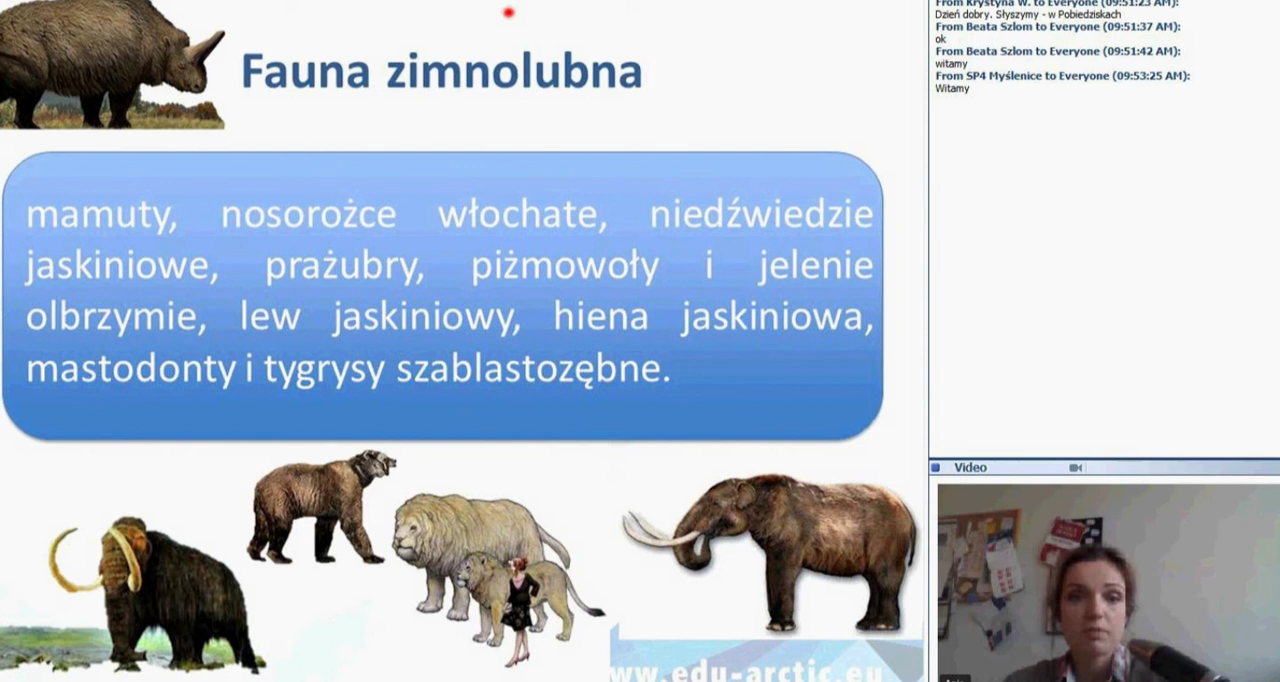 Fauna zimnolubna
mamuty, nosorożce włochate, niedźwiedzie
jaskiniowe, prażubry, piżmowoły i jelenie
olbrzymie, lew jaskiniowy, hiena jaskiniowa,
mastodonty i tygrysy szablastozębne.
ww.edu-arctic.eu
From Krystyna W. to Everyone (09:51:23 AM):
Dzień dobry. Słyszymy - w Pobiedziskach
From Beata Szlom to Everyone (09:51:37 AM):
ok
From Beata Szlom to Everyone (09:51:42 AM):
witamy
From SP4 Myślenice to Everyone (09:53:25 AM):
Witamy
Video